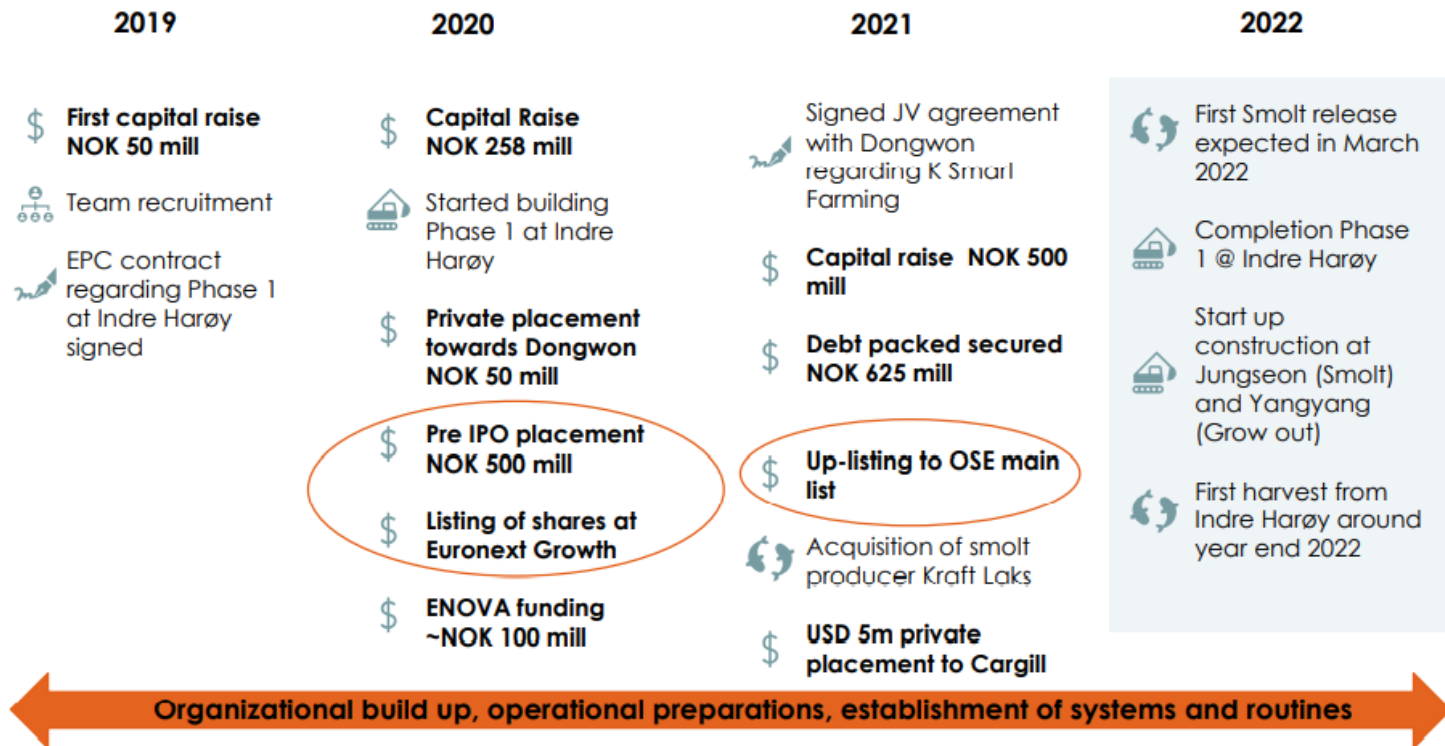 2019
First capital raise
NOK 50 mill
Team recruitment
EPC contract
regarding Phase 1
at Indre Harøy
signed
2020
Capital Raise
NOK 258 mill
Started building
Phase 1 at Indre
Harøy
Private placement
towards Dongwon
NOK 50 mill
Pre IPO placement
NOK 500 mill
Listing of shares at
Euronext Growth
ENOVA funding
~NOK 100 mill
2021
Signed JV agreement
with Dongwon
regarding K Smart
Farming
Capital raise NOK 500
mill
Debt packed secured
NOK 625 mill
Up-listing to OSE main
list
Acquisition of smolt
producer Kraft Laks
USD 5m private
placement to Cargill
2022
First Smolt release
expected in March
2022
Completion Phase
1 @ Indre Harøy
Start up
construction at
Jungseon (Smolt)
and Yangyang
(Grow out)
First harvest from
Indre Harøy around
year end 2022
Organizational build up, operational preparations, establishment of systems and routines